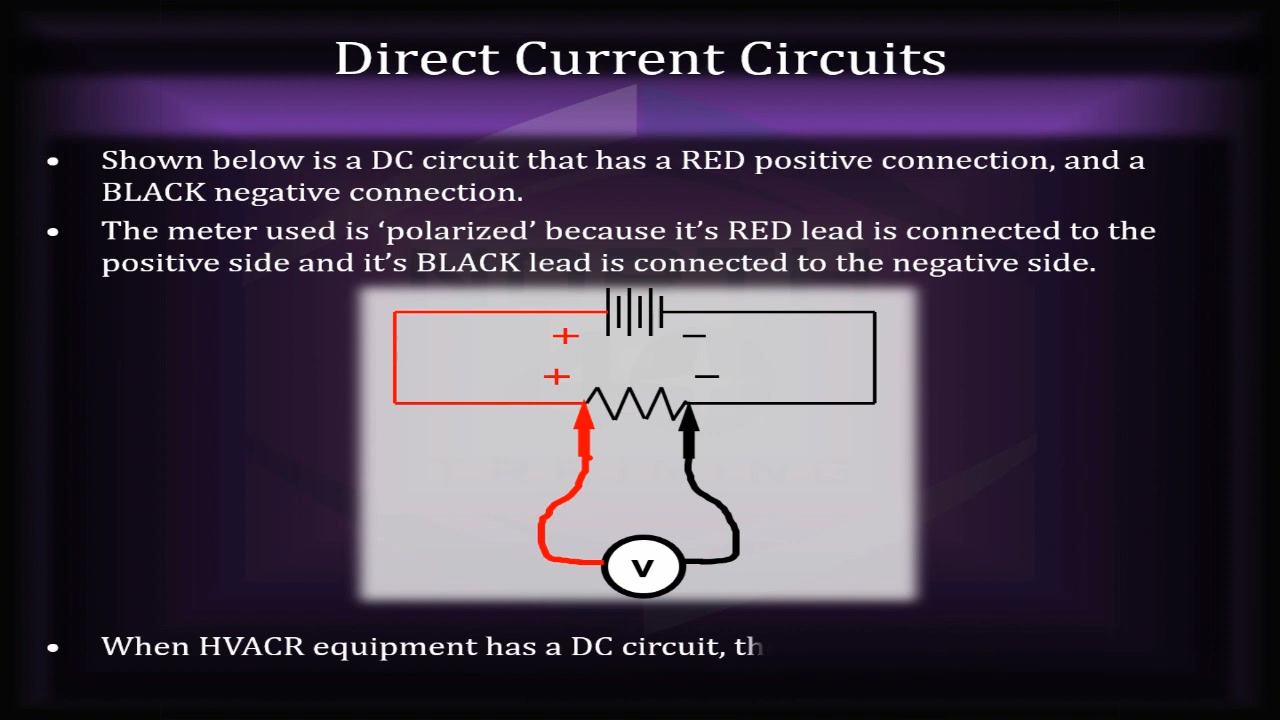 Direct Current Circuits
• Shown below is a DC circuit that has a RED positive connection, and a
BLACK negative connection.
• The meter used is ‘polarized’ because it’s RED lead is connected to the
positive side and it’s BLACK lead is connected to the negative side.
+ −
+ −
V
TRAINING
• When HVACR equipment has a DC circuit, th